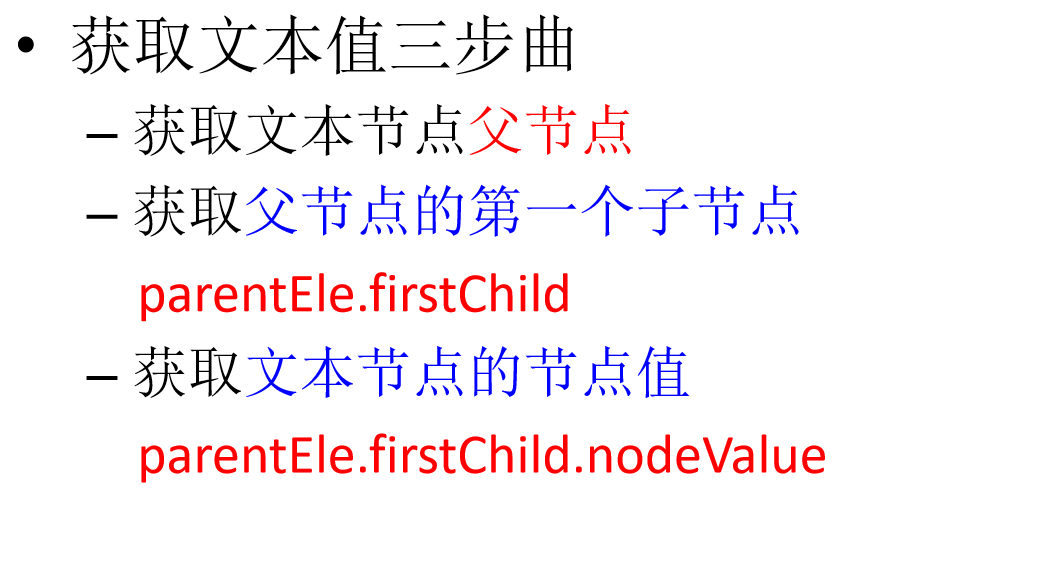 • 获取文本值三步曲
– 获取文本节点父节点
– 获取父节点的第一个子节点
parentEle.firstChild
– 获取文本节点的节点值
parentEle.firstChild.nodeValue